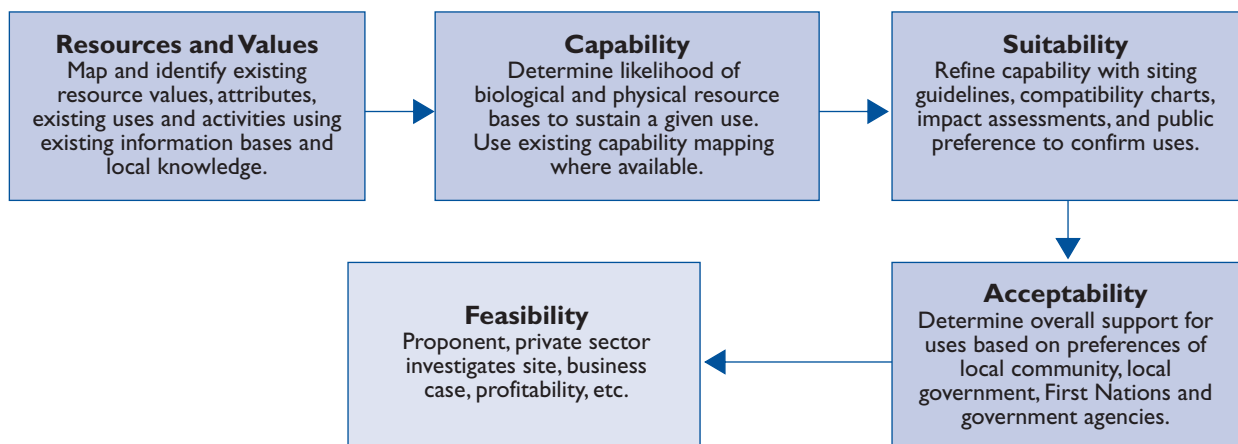 Resources and Values
Map and identify existing
resource values, attributes,
existing uses and activities using
existing information bases and
local knowledge.
Capability
Determine likelihood of
biological and physical resource
bases to sustain a given use.
Use existing capability mapping
where available.
Suitability
Refine capability with siting
guidelines, compatibility charts,
impact assessments, and public
preference to confirm uses.
Acceptability
Determine overall support for
uses based on preferences of
local community, local
government, First Nations and
government agencies.
Feasibility
Proponent, private sector
investigates site, business
case, profitability, etc.